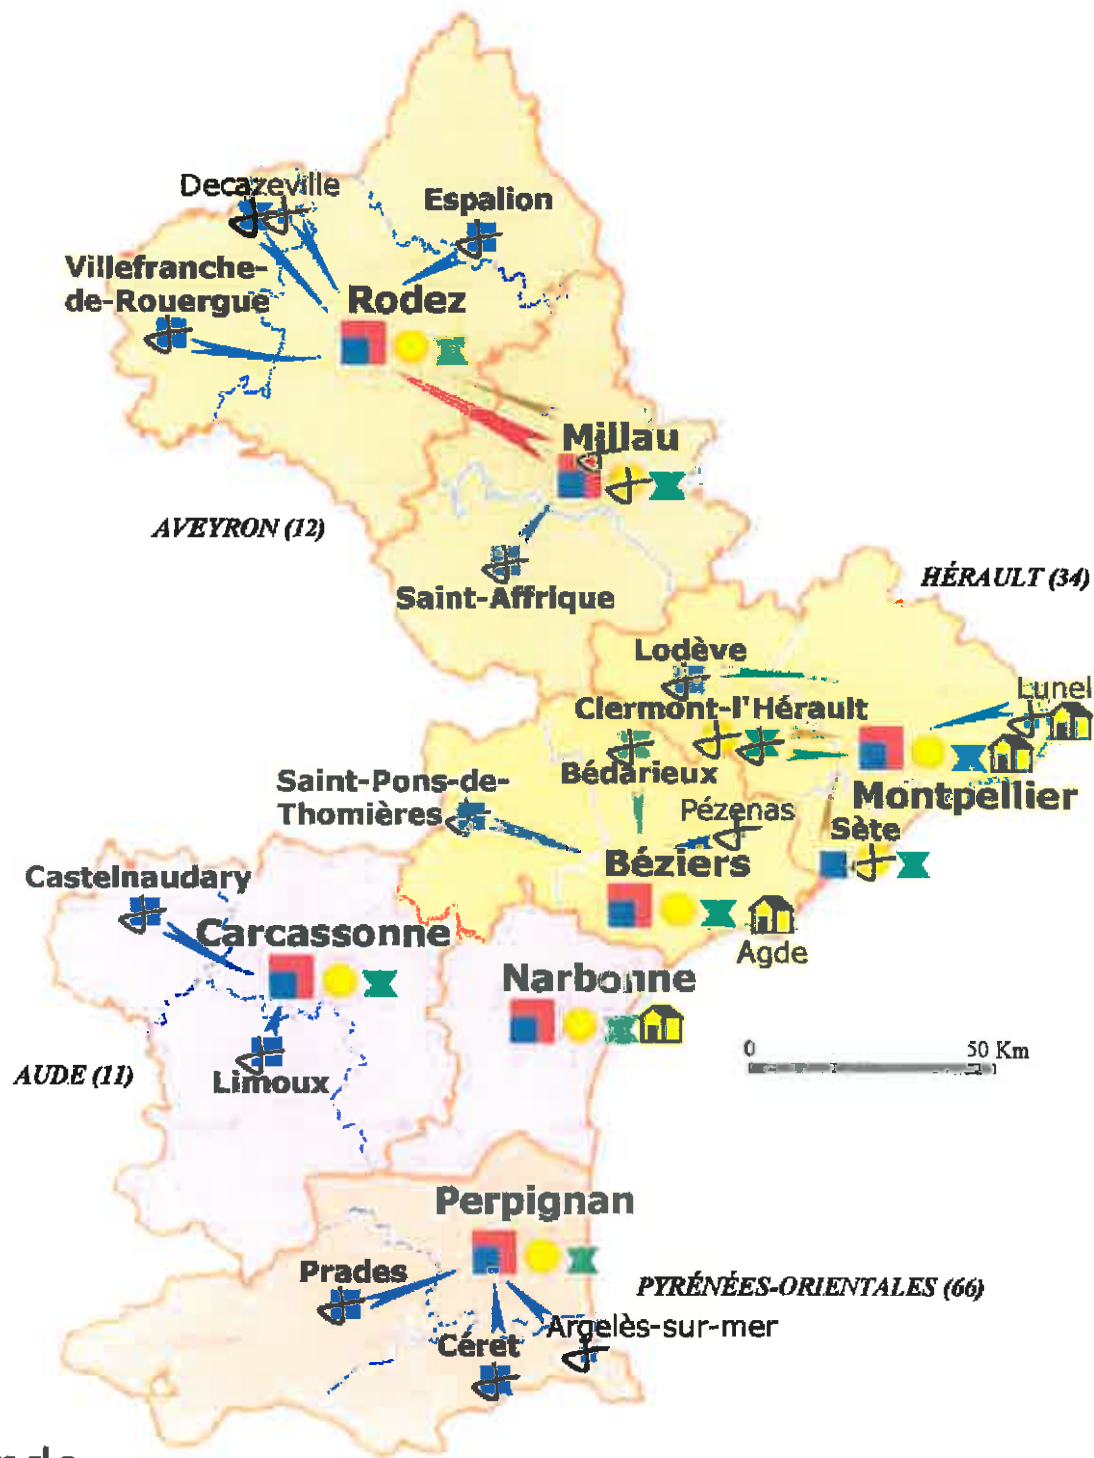 Decazeville
Espalion
Villefranche-
de-Rouergue
Rodez
Millau
AVEYRON (12)
Saint-Affrique
HÉRAULT (34)
Lodève
Lunel
Clermont-l'Hérault
Bédarieux
Saint-Pons-de-
Thomières
Pézenas
Montpellier
Sète
Béziers
Castelnaudary
Carcassonne
Agde
Narbonne
0 50 Km
AUDE (11)
Limoux
Perpignan
Prades
PYRÉNÉES-ORIENTALES (66)
Argelès-sur-mer
Céret